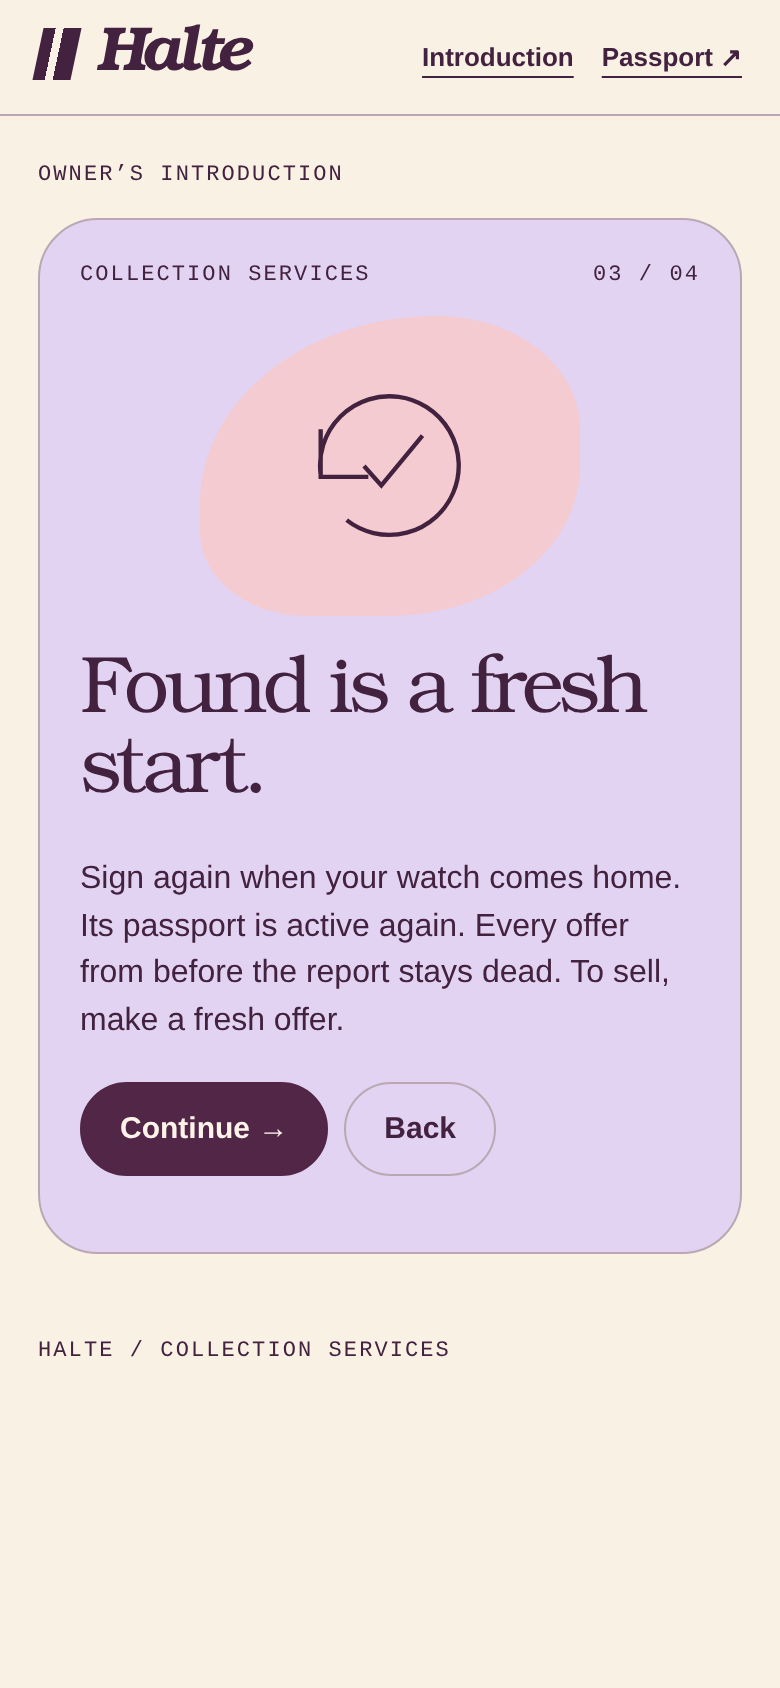 Halte
Introduction Passport ↗
OWNER’S INTRODUCTION
COLLECTION SERVICES 03 / 04
Found is a fresh
start.
Sign again when your watch comes home.
Its passport is active again. Every offer
from before the report stays dead. To sell,
make a fresh offer.
Continue → Back
HALTE / COLLECTION SERVICES